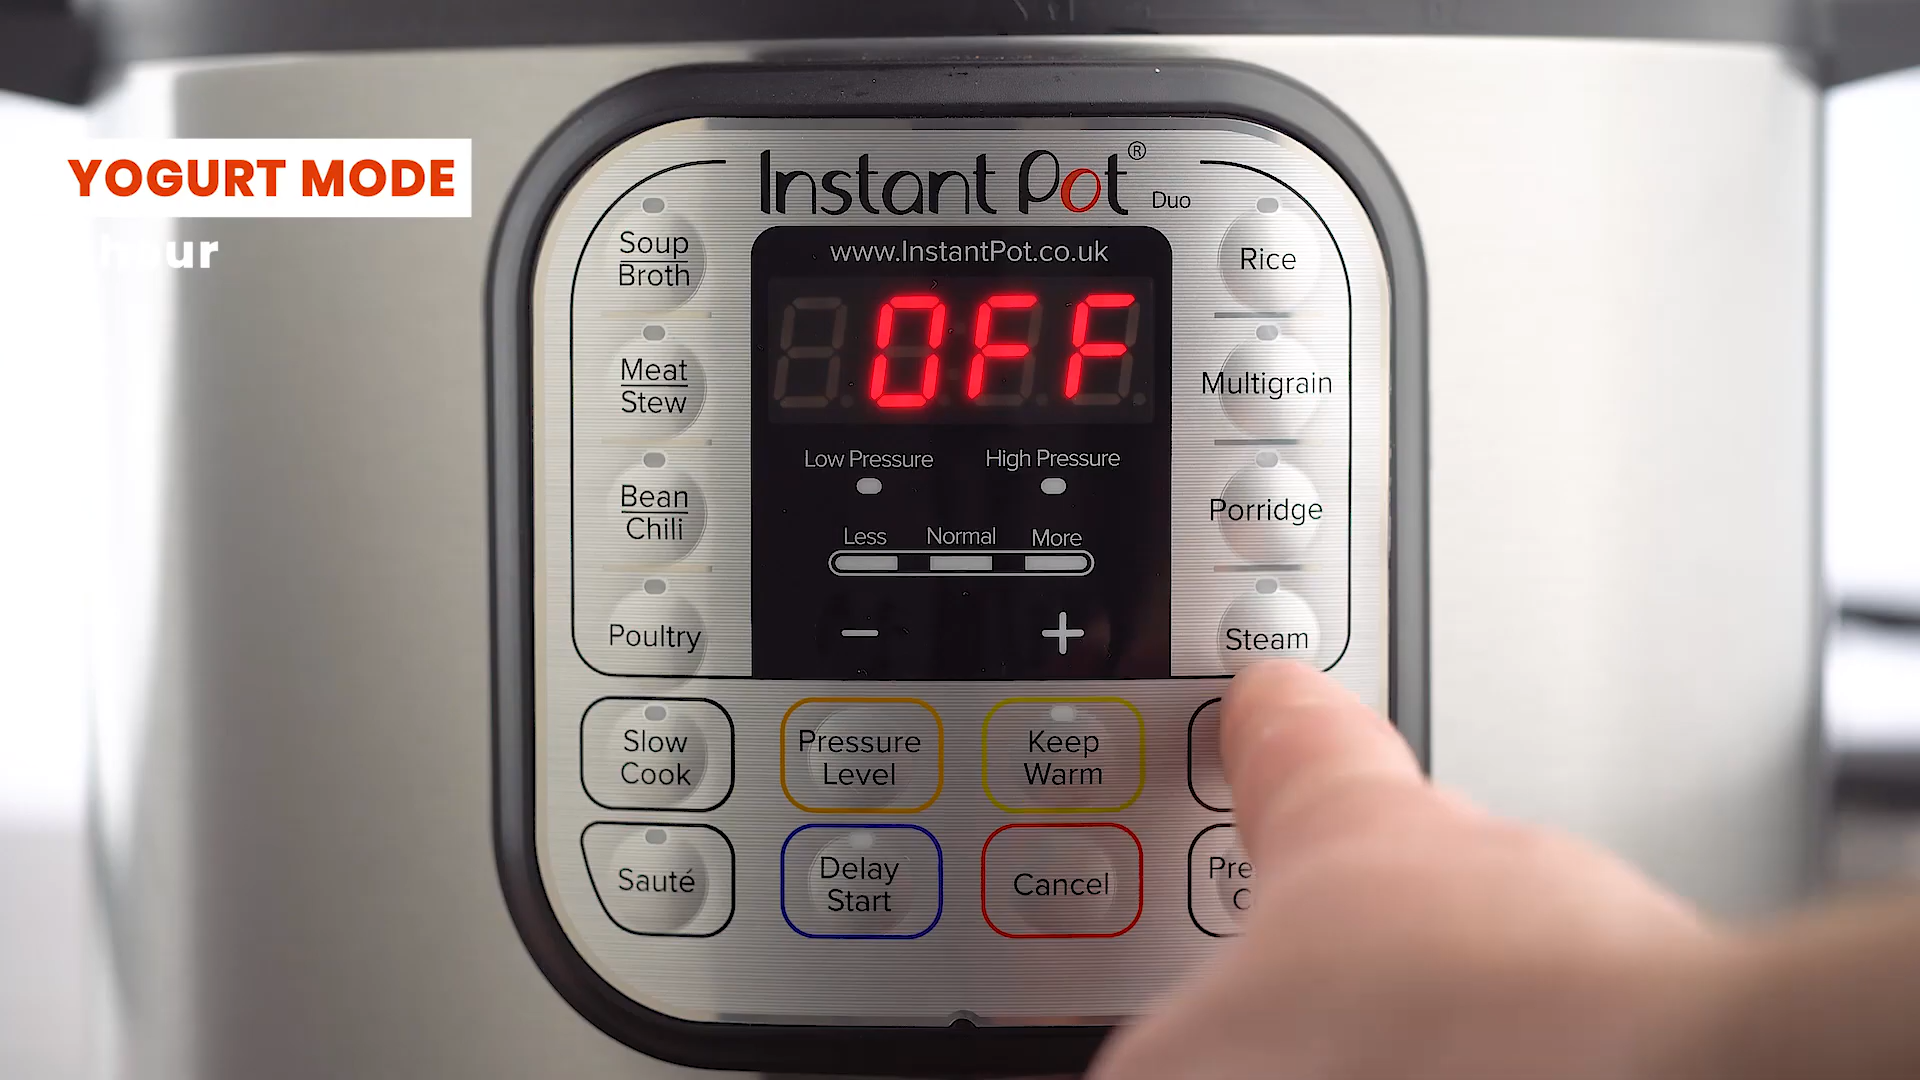 YOGURT MODE
hour
Instant Pot® Duo
www.InstantPot.co.uk
OFF
Low Pressure High Pressure
Less Normal More
− +
Soup
Broth
Meat
Stew
Bean
Chili
Poultry
Rice
Multigrain
Porridge
Steam
Slow
Cook
Pressure
Level
Keep
Warm
Sauté
Delay
Start
Cancel